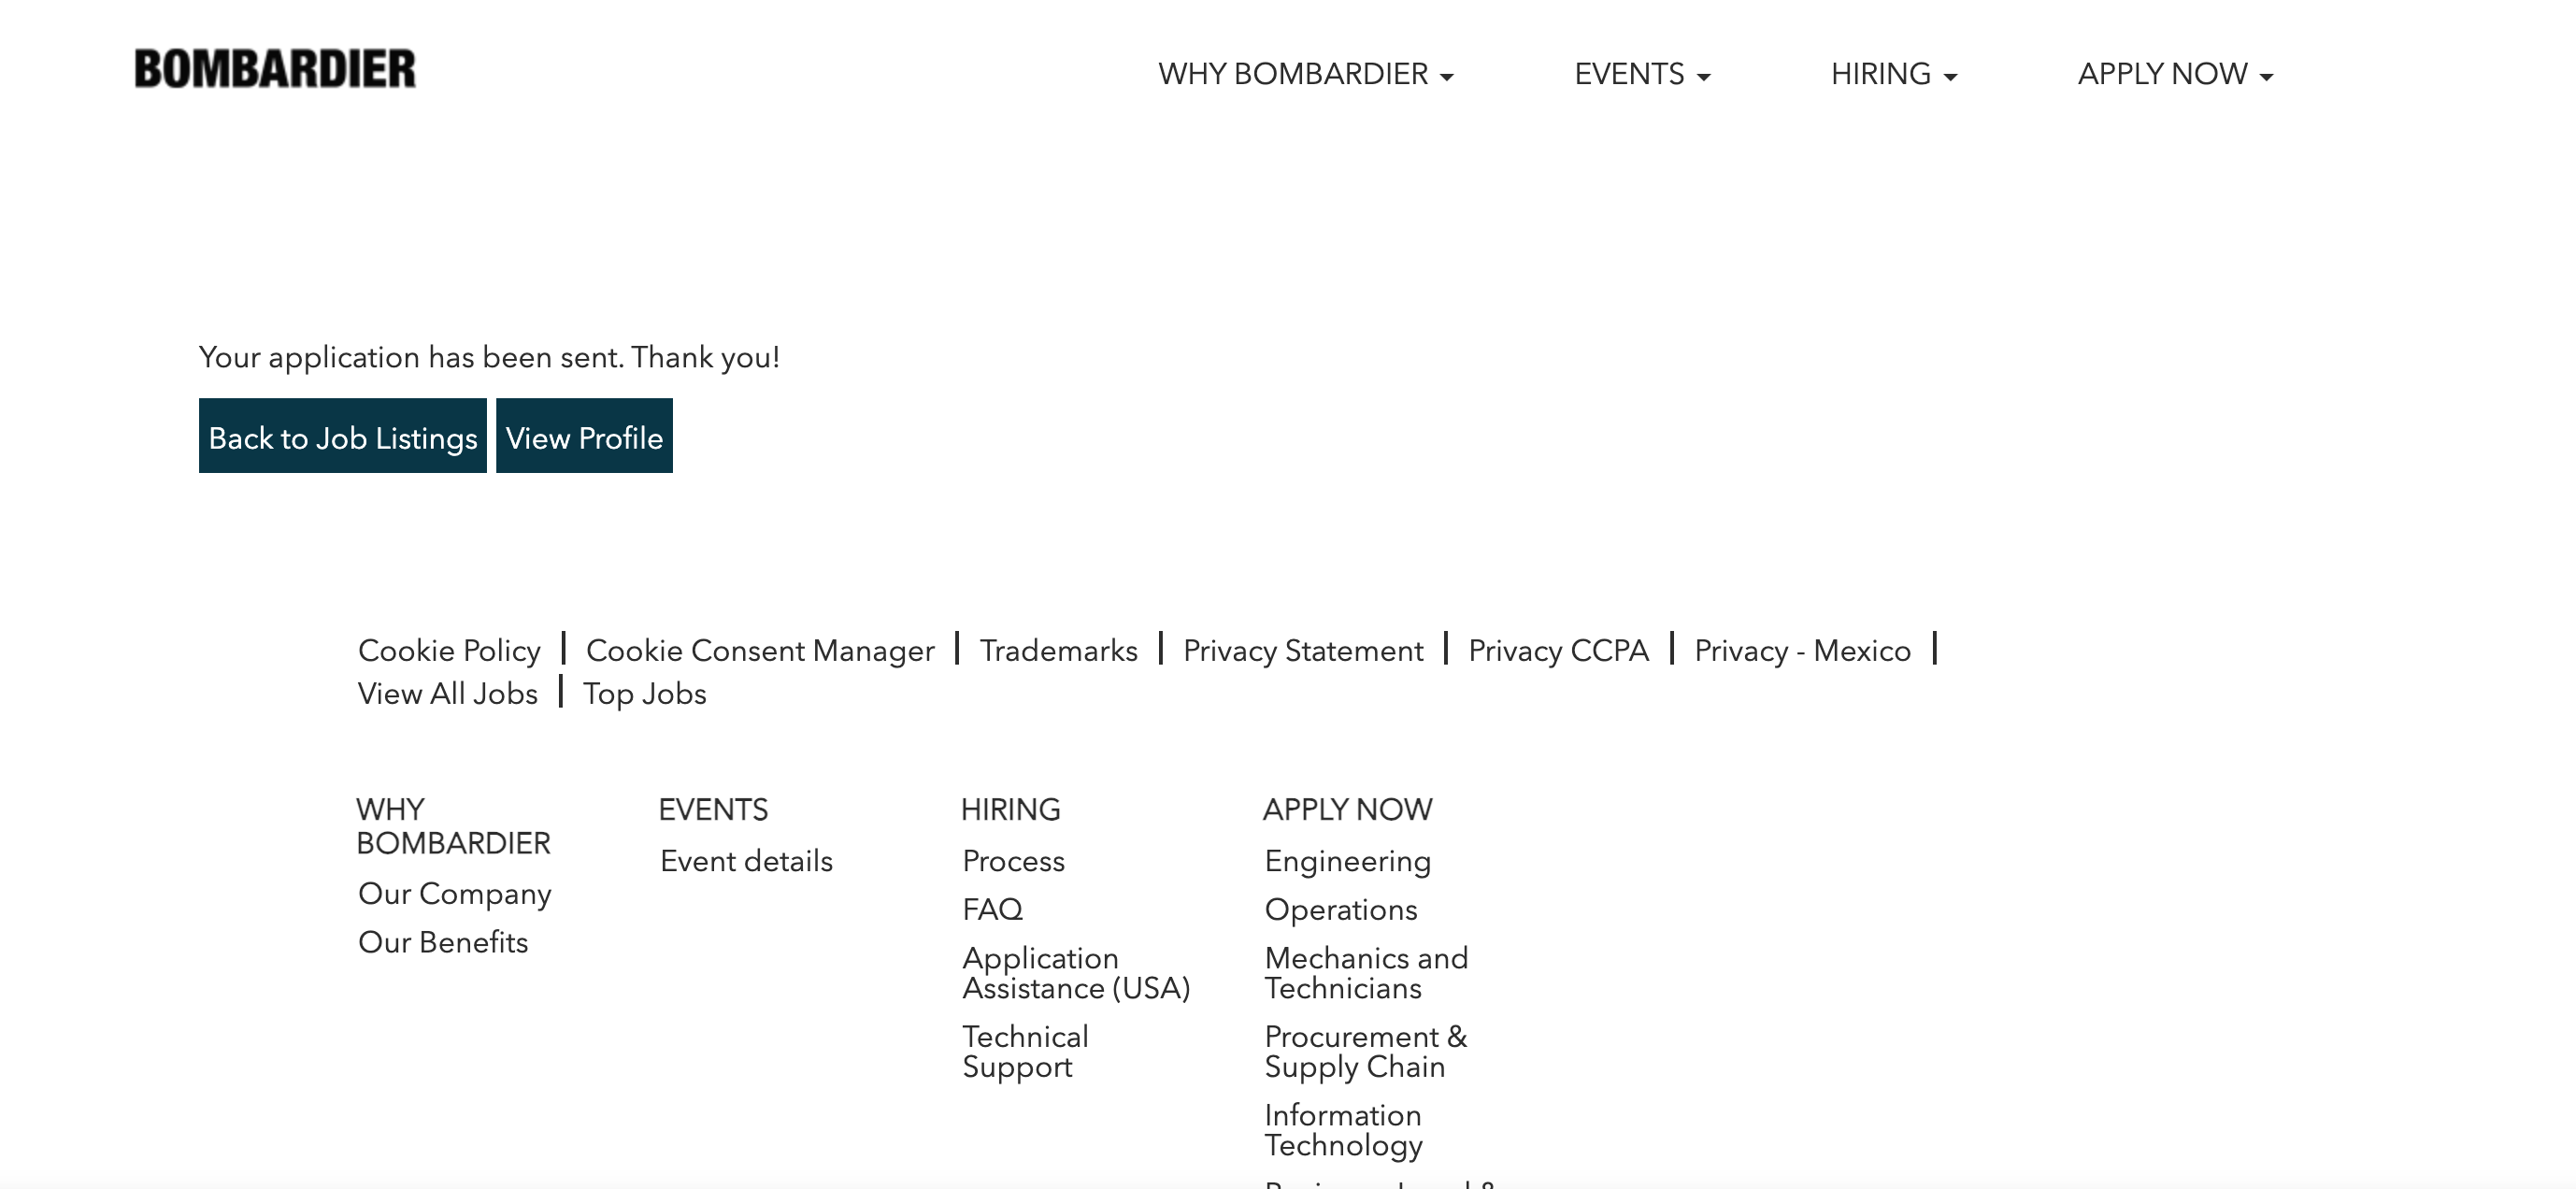 BOMBARDIER
WHY BOMBARDIER EVENTS HIRING APPLY NOW
Your application has been sent. Thank you!
Back to Job Listings View Profile
Cookie Policy | Cookie Consent Manager | Trademarks | Privacy Statement | Privacy CCPA | Privacy - Mexico |
View All Jobs | Top Jobs
WHY
BOMBARDIER
Our Company
Our Benefits
EVENTS
Event details
HIRING
Process
FAQ
Application
Assistance (USA)
Technical
Support
APPLY NOW
Engineering
Operations
Mechanics and
Technicians
Procurement &
Supply Chain
Information
Technology